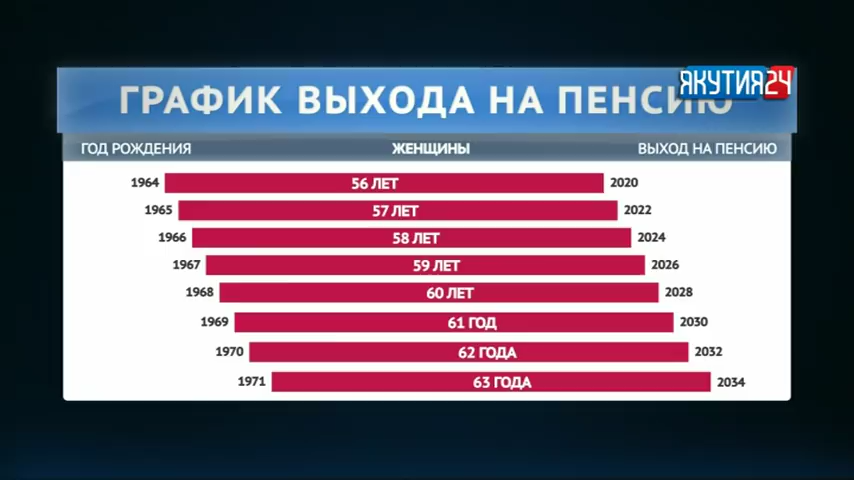 ЯКУТИЯ24
ГРАФИК ВЫХОДА НА ПЕНСИЮ
ГОД РОЖДЕНИЯ ЖЕНЩИНЫ ВЫХОД НА ПЕНСИЮ
1964 56 ЛЕТ 2020
1965 57 ЛЕТ 2022
1966 58 ЛЕТ 2024
1967 59 ЛЕТ 2026
1968 60 ЛЕТ 2028
1969 61 ГОД 2030
1970 62 ГОДА 2032
1971 63 ГОДА 2034